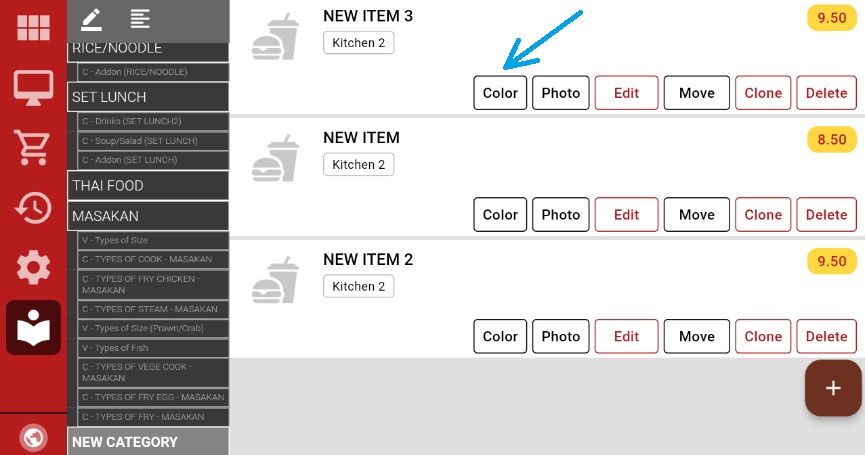 RICE/NOODLE
C - Addon (RICE/NOODLE)
SET LUNCH
C - Drinks (SET LUNCH2)
C - Soup/Salad (SET LUNCH)
C - Addon (SET LUNCH)
THAI FOOD
MASAKAN
V - Types of Size
C - TYPES OF COOK - MASAKAN
C - TYPES OF FRY CHICKEN -
MASAKAN
C - TYPES OF STEAM - MASAKAN
V - Types of Size (Prawn/Crab)
V - Types of Fish
C - TYPES OF VEGE COOK -
MASAKAN
C - TYPES OF FRY EGG - MASAKAN
C - TYPES OF FRY - MASAKAN
NEW CATEGORY
NEW ITEM 3 9.50
Kitchen 2
Color Photo Edit Move Clone Delete
NEW ITEM 8.50
Kitchen 2
Color Photo Edit Move Clone Delete
NEW ITEM 2 9.50
Kitchen 2
Color Photo Edit Move Clone Delete
+